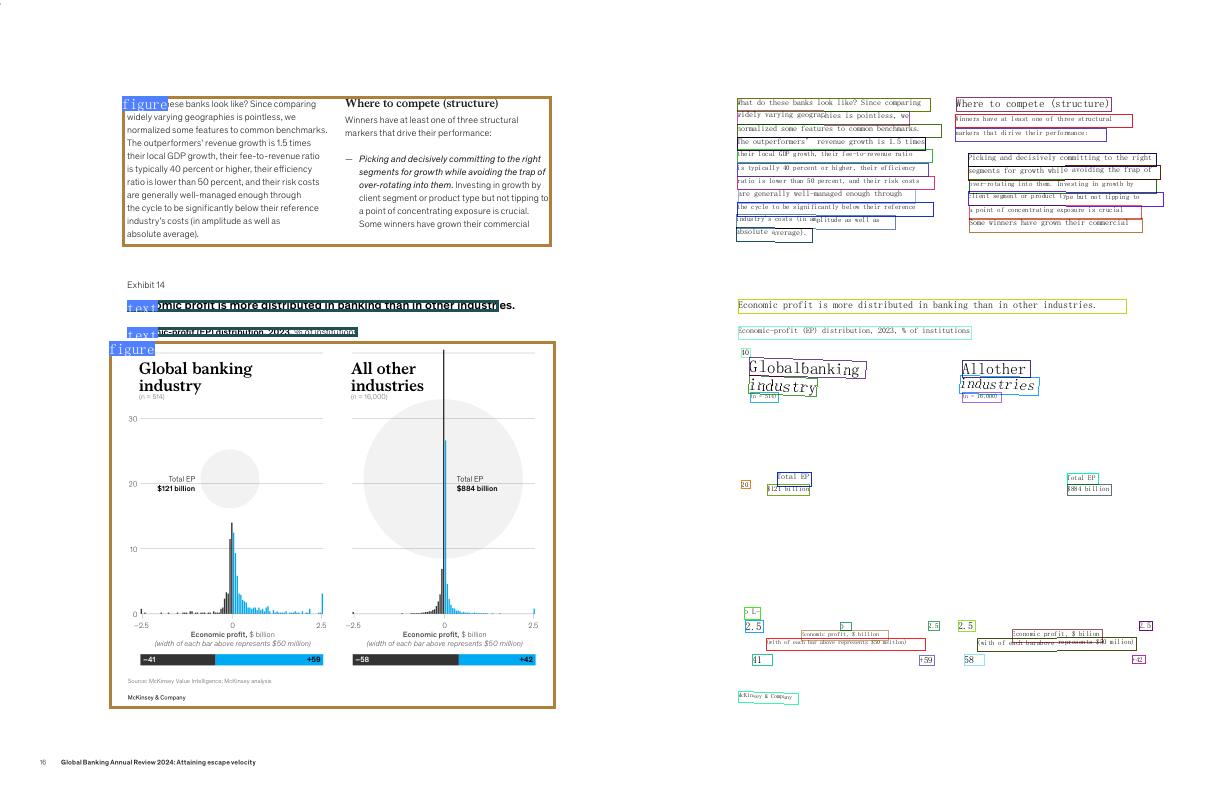 figure
ese banks look like? Since comparing
widely varying geographies is pointless, we
normalized some features to common benchmarks.
The outperformers' revenue growth is 1.5 times
their local GDP growth, their fee-to-revenue ratio
is typically 40 percent or higher, their efficiency
ratio is lower than 50 percent, and their risk costs
are generally well-managed enough through
the cycle to be significantly below their reference
industry's costs (in amplitude as well as
absolute average).
Where to compete (structure)
Winners have at least one of three structural
markers that drive their performance:
— Picking and decisively committing to the right
segments for growth while avoiding the trap of
over-rotating into them. Investing in growth by
client segment or product type but not tipping to
a point of concentrating exposure is crucial.
Some winners have grown their commercial
Exhibit 14
text
omic profit is more distributed in banking than in other industries.
text
ic-profit (EP) distribution, 2023, % of institutions
figure
Global banking
industry
(n = 514)
30
20
10
0
Total EP
$121 billion
−2.5 0 2.5
Economic profit, $ billion
(width of each bar above represents $50 million)
−41 +59
All other
industries
(n = 16,000)
Total EP
$884 billion
−2.5 0 2.5
Economic profit, $ billion
(width of each bar above represents $50 million)
−58 +42
Source: McKinsey Value Intelligence; McKinsey analysis
McKinsey & Company
16 Global Banking Annual Review 2024: Attaining escape velocity
What do these banks look like? Since comparing
widely varying geographies is pointless, we
normalized some features to common benchmarks.
The outperformers' revenue growth is 1.5 times
their local GDP growth, their fee-to-revenue ratio
is typically 40 percent or higher, their efficiency
ratio is lower than 50 percent, and their risk costs
are generally well-managed enough through
the cycle to be significantly below their reference
industry's costs (in amplitude as well as
absolute average).
Where to compete (structure)
Winners have at least one of three structural
markers that dirive their performance:
Picking and decisively committing to the right
segments for growth while avoiding the trap of
over-rotating into them. Investing in growth by
client segment or product type but not tipping to
a point of concentrating exposure is crucial
Some winners have grown their commercial
Economic profit is more distributed in banking than in other industries.
Economic-profit (EP) distribution, 2023, % of institutions
40
Globalbanking
industry
(n = 514)
Allother
industries
(n = 16,000)
20
Total EP
$121 billion
Total EP
$884 billion
2.5 2.5
Economic profit, $ billlion
(width of each bar above represents $50 million)
41 +59
2.5 2.5
Economic profit, $ bilion
(with of each barabove represents $50 million)
58 -42
McKinsey & Company